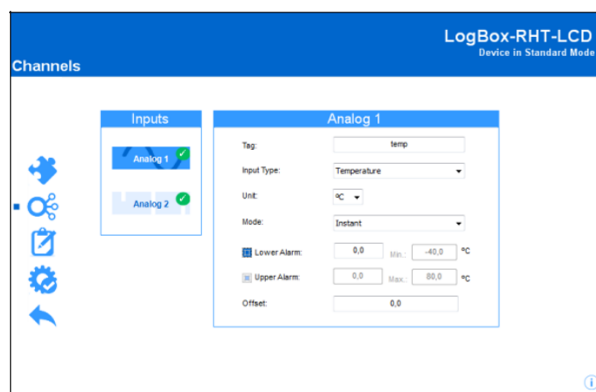 LogBox-RHT-LCD
Device in Standard Mode
Channels
Inputs
Analog 1
Analog 2
Analog 1
Tag: temp
Input Type: Temperature
Unit: ºC
Mode: Instant
Lower Alarm: 0,0 Min.: -40,0 ºC
Upper Alarm: 0,0 Max.: 80,0 ºC
Offset: 0,0